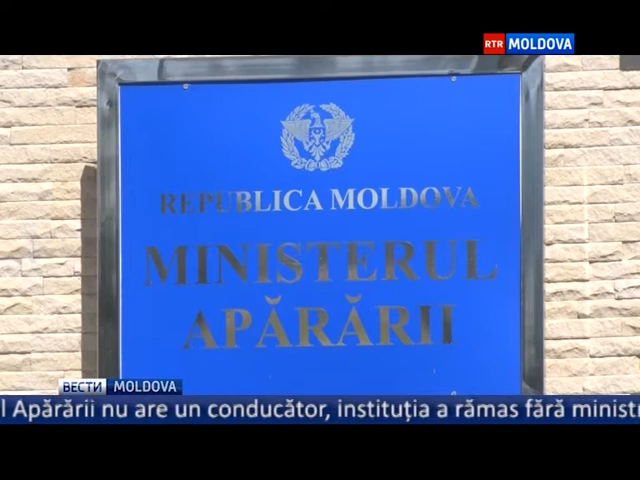 RTR MOLDOVA
REPUBLICA MOLDOVA
MINISTERUL
APĂRĂRII
ВЕСТИ MOLDOVA
Apărării nu are un conducător, instituția a rămas fără